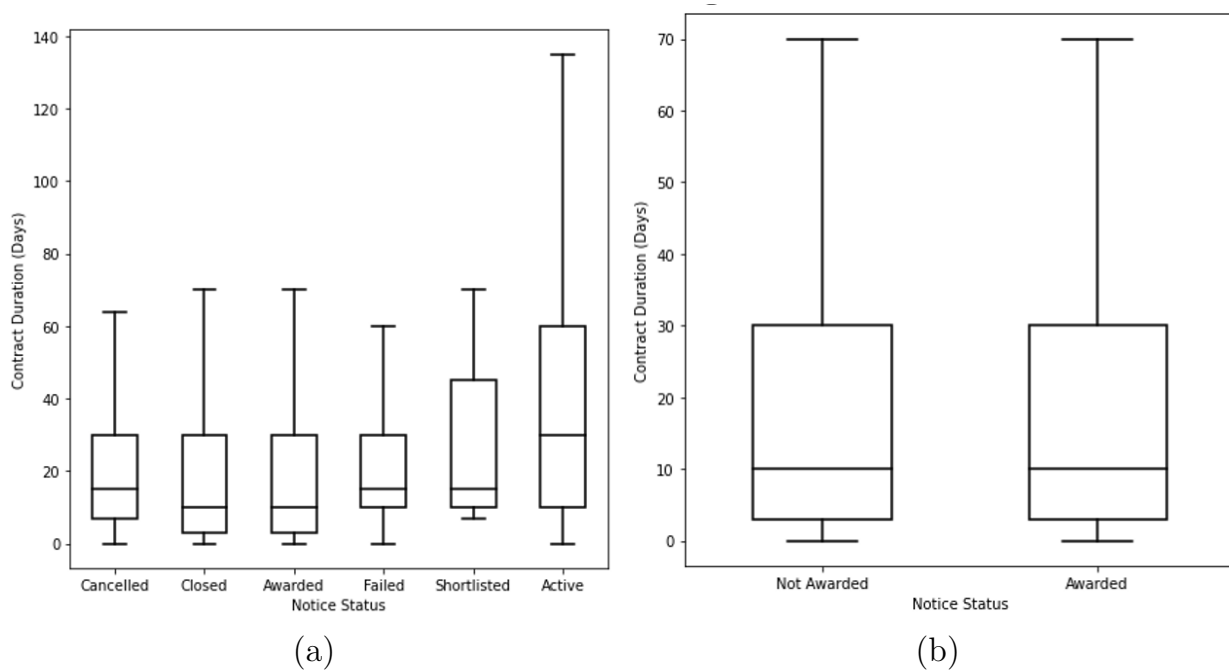 140
120
100
80
60
40
20
0
Contract Duration (Days)
Cancelled Closed Awarded Failed Shortlisted Active
Notice Status
(a)
70
60
50
40
30
20
10
0
Contract Duration (Days)
Not Awarded Awarded
Notice Status
(b)